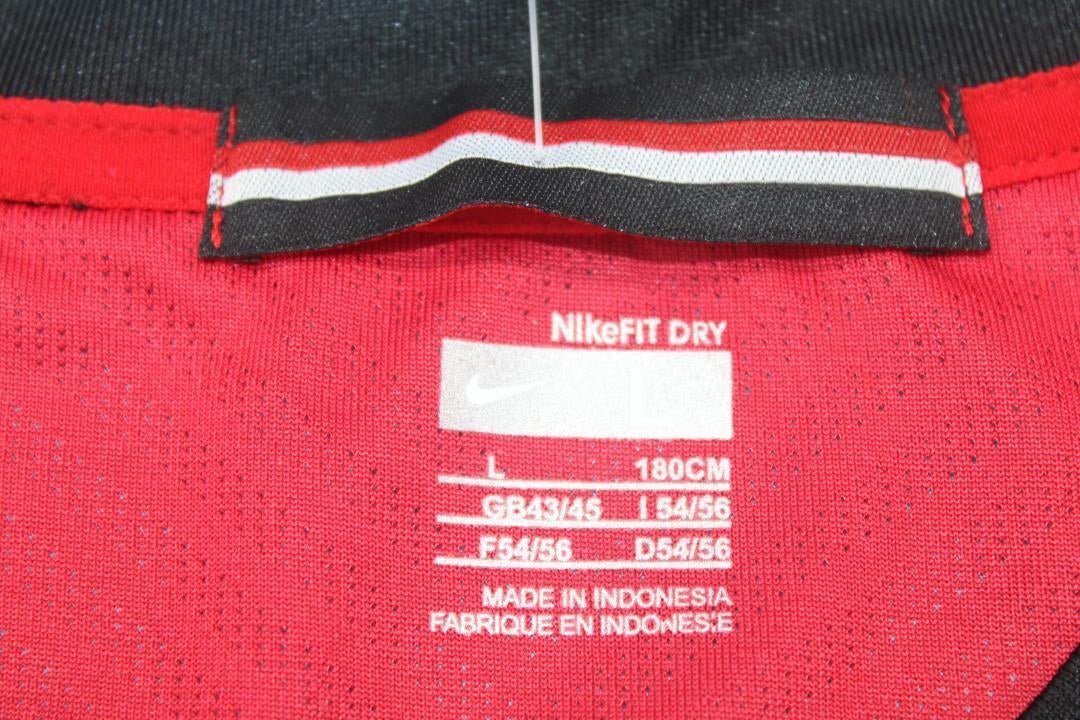 NikeFIT DRY
L
L 180CM
GB43/45 I 54/56
F54/56 D54/56
MADE IN INDONESIA
FABRIQUE EN INDONESIE